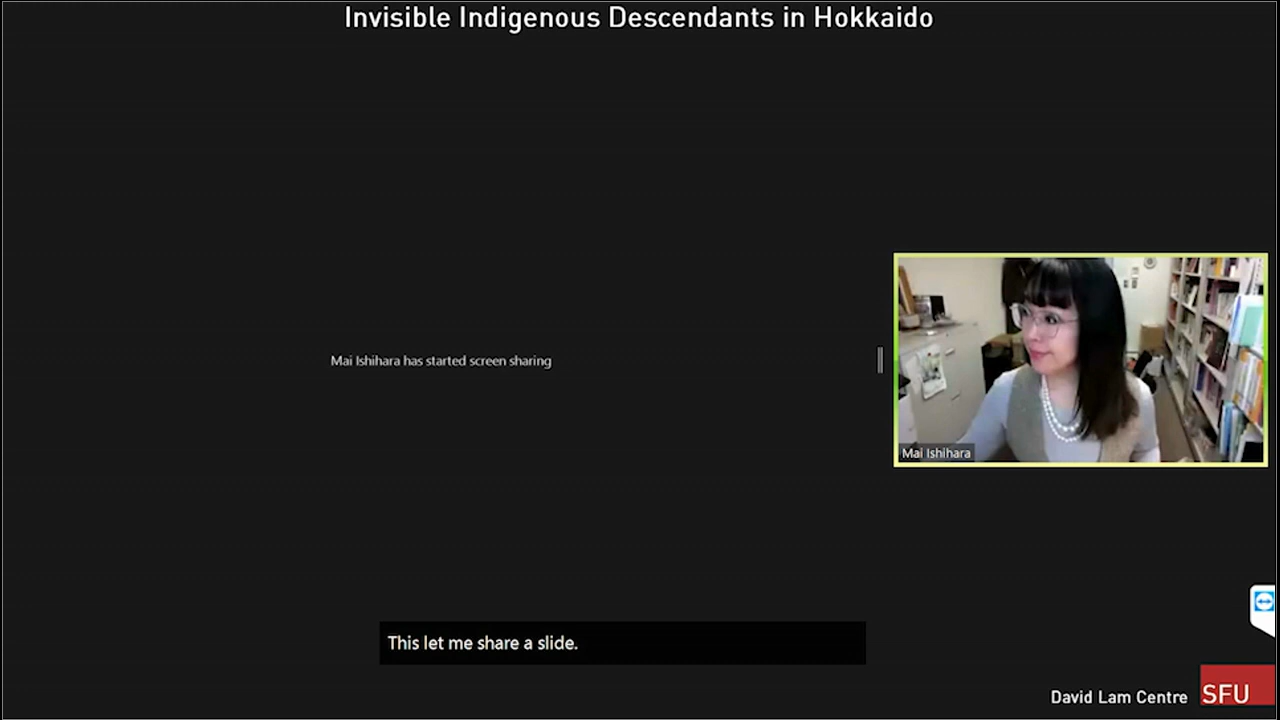 Invisible Indigenous Descendants in Hokkaido
Mai Ishihara has started screen sharing
Mai Ishihara
This let me share a slide.
David Lam Centre
SFU